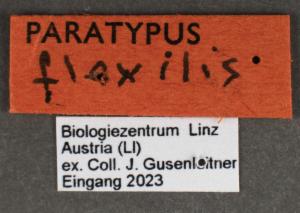 PARATYPUS
flexilis
Biologiezentrum Linz
Austria (LI)
ex. Coll. J. Gusenleitner
Eingang 2023